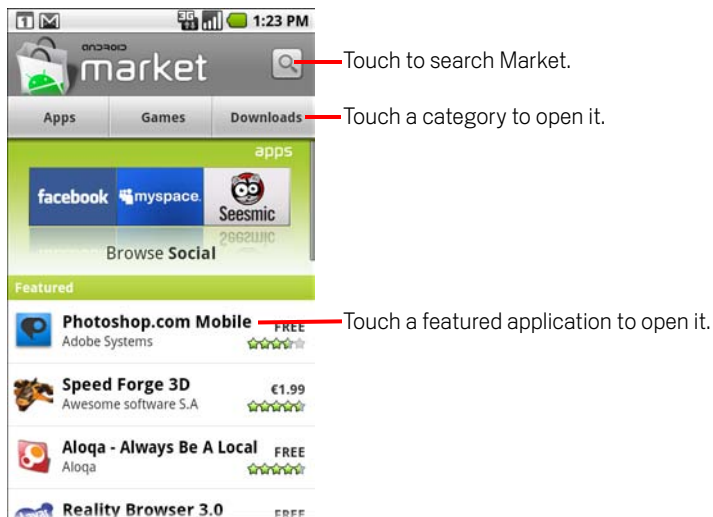 1
3G
1:23 PM
android
market
Touch to search Market.
Apps Games Downloads
Touch a category to open it.
apps
facebook myspace. Seesmic
Browse Social
Featured
Photoshop.com Mobile FREE
Adobe Systems
Touch a featured application to open it.
Speed Forge 3D €1.99
Awesome software S.A
Aloqa - Always Be A Local FREE
Aloqa
Reality Browser 3.0 FREE